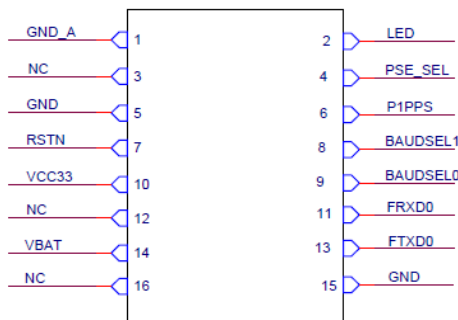 GND_A 1 2 LED
NC 3 4 PSE_SEL
GND 5 6 P1PPS
RSTN 7 8 BAUDSEL1
VCC33 10 9 BAUDSEL0
NC 12 11 FRXD0
VBAT 14 13 FTXD0
NC 16 15 GND